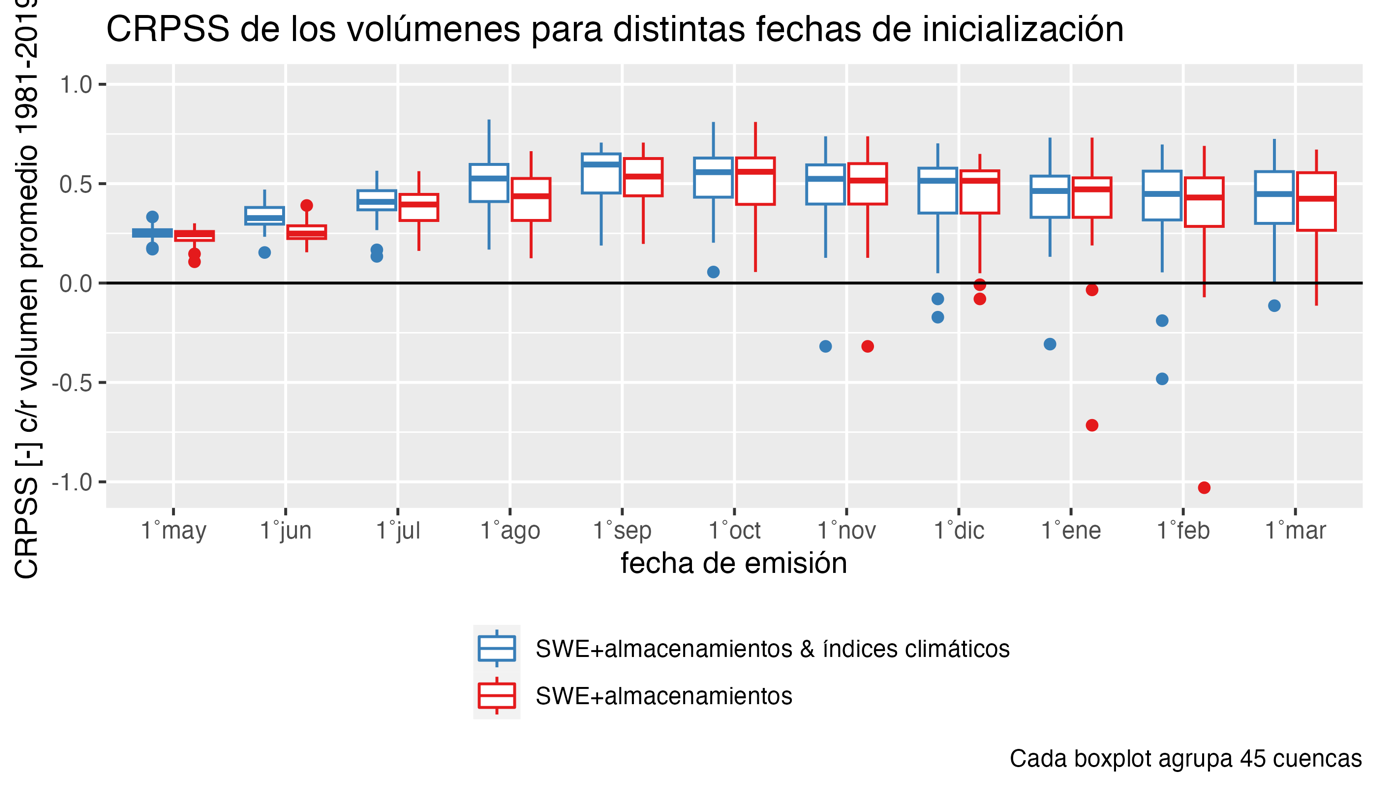 CRPSS de los volúmenes para distintas fechas de inicialización
CRPSS [-] c/r volumen promedio 1981-2019
1.0
0.5
0.0
-0.5
-1.0
1°may 1°jun 1°jul 1°ago 1°sep 1°oct 1°nov 1°dic 1°ene 1°feb 1°mar
fecha de emisión
SWE+almacenamientos & índices climáticos
SWE+almacenamientos
Cada boxplot agrupa 45 cuencas